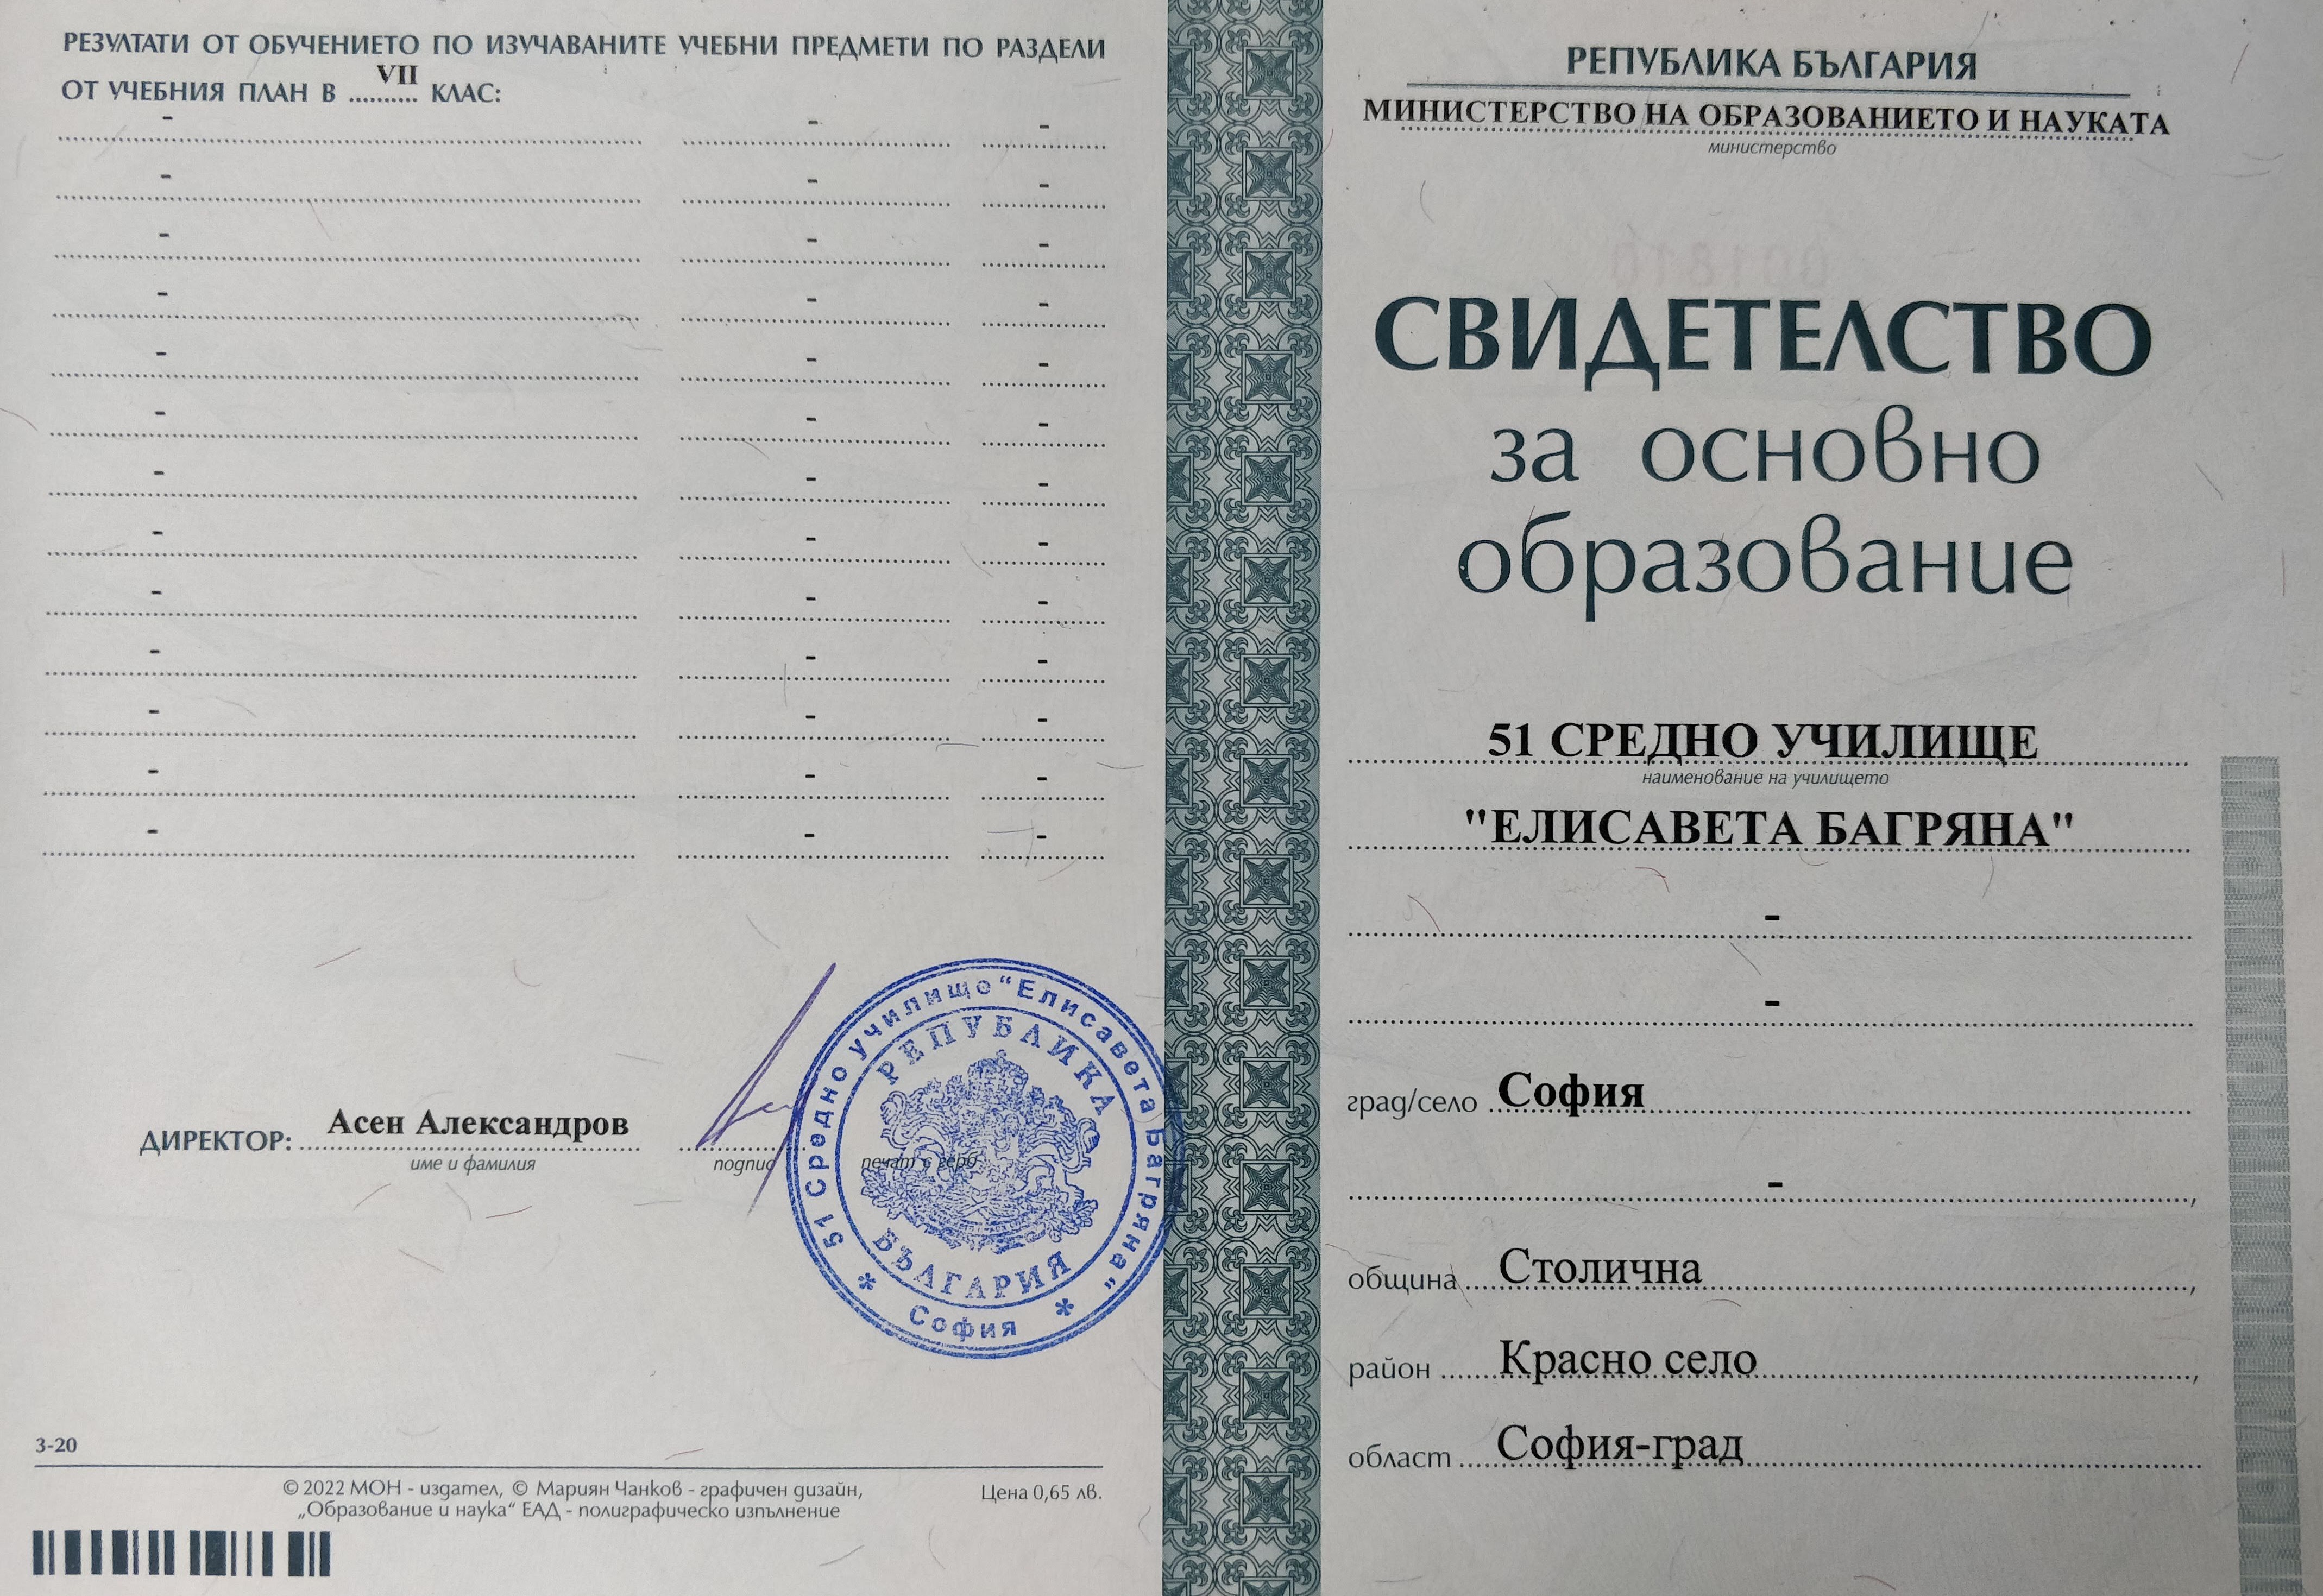 РЕЗУЛТАТИ ОТ ОБУЧЕНИЕТО ПО ИЗУЧАВАНИТЕ УЧЕБНИ ПРЕДМЕТИ ПО РАЗДЕЛИ
ОТ УЧЕБНИЯ ПЛАН В VII КЛАС:
- - -
- - -
- - -
- - -
- - -
- - -
- - -
- - -
- - -
- - -
- - -
- - -
- - -
ДИРЕКТОР: Асен Александров
име и фамилия
подпис
печат с герб
51 Средно училище "Елисавета Багряна" * София *
РЕПУБЛИКА БЪЛГАРИЯ
3-20
© 2022 МОН - издател, © Мариян Чанков - графичен дизайн,
„Образование и наука“ ЕАД - полиграфическо изпълнение
Цена 0,65 лв.
РЕПУБЛИКА БЪЛГАРИЯ
МИНИСТЕРСТВО НА ОБРАЗОВАНИЕТО И НАУКАТА
министерство
СВИДЕТЕЛСТВО
за основно
образование
51 СРЕДНО УЧИЛИЩЕ
наименование на училището
"ЕЛИСАВЕТА БАГРЯНА"
-
-
град/село София
-,
община Столична,
район Красно село,
област София-град